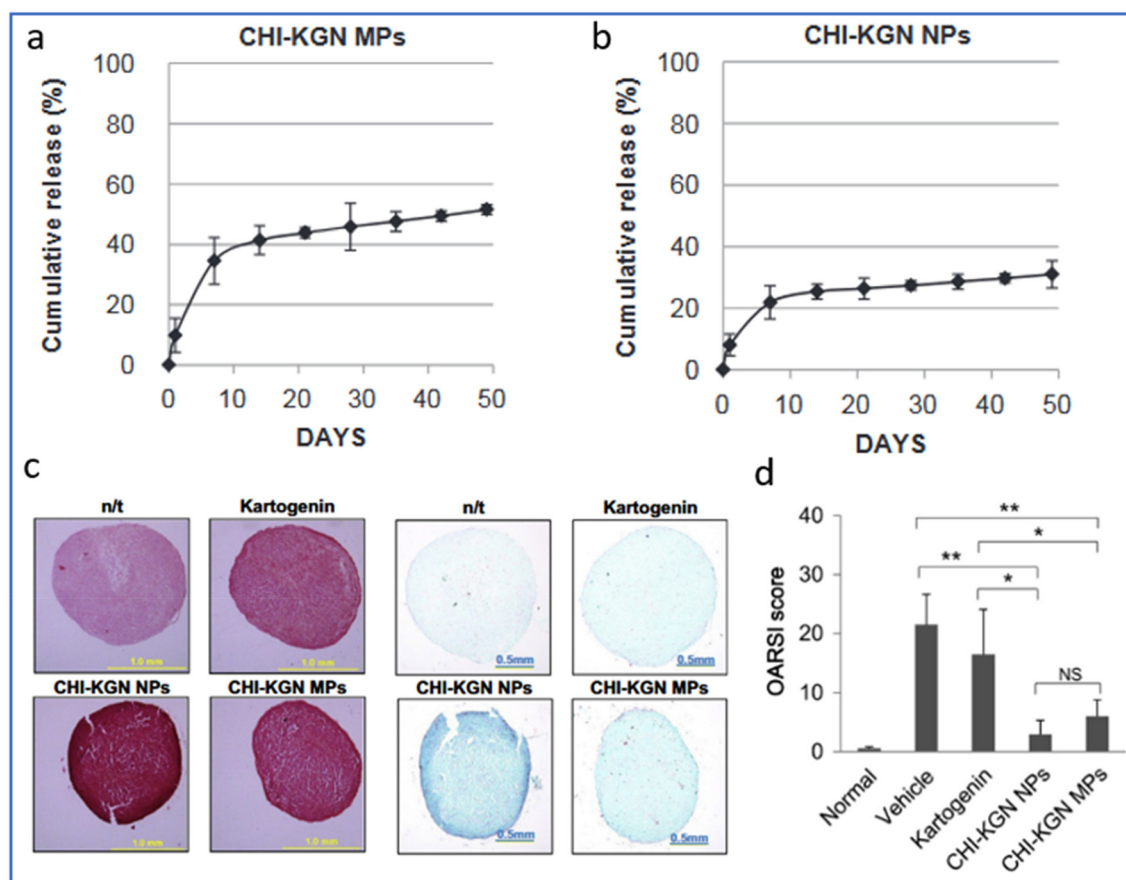 a
CHI-KGN MPs
Cumulative release (%)
100
80
60
40
20
0
0 10 20 30 40 50
DAYS
b
CHI-KGN NPs
Cumulative release (%)
100
80
60
40
20
0
0 10 20 30 40 50
DAYS
c
n/t Kartogenin n/t Kartogenin
1.0 mm 1.0 mm 0.5mm 0.5mm
CHI-KGN NPs CHI-KGN MPs CHI-KGN NPs CHI-KGN MPs
1.0 mm 1.0 mm 0.5mm 0.5mm
d
OARSI score
40
30
20
10
0
**
*
**
*
NS
Normal
Vehicle
Kartogenin
CHI-KGN NPs
CHI-KGN MPs